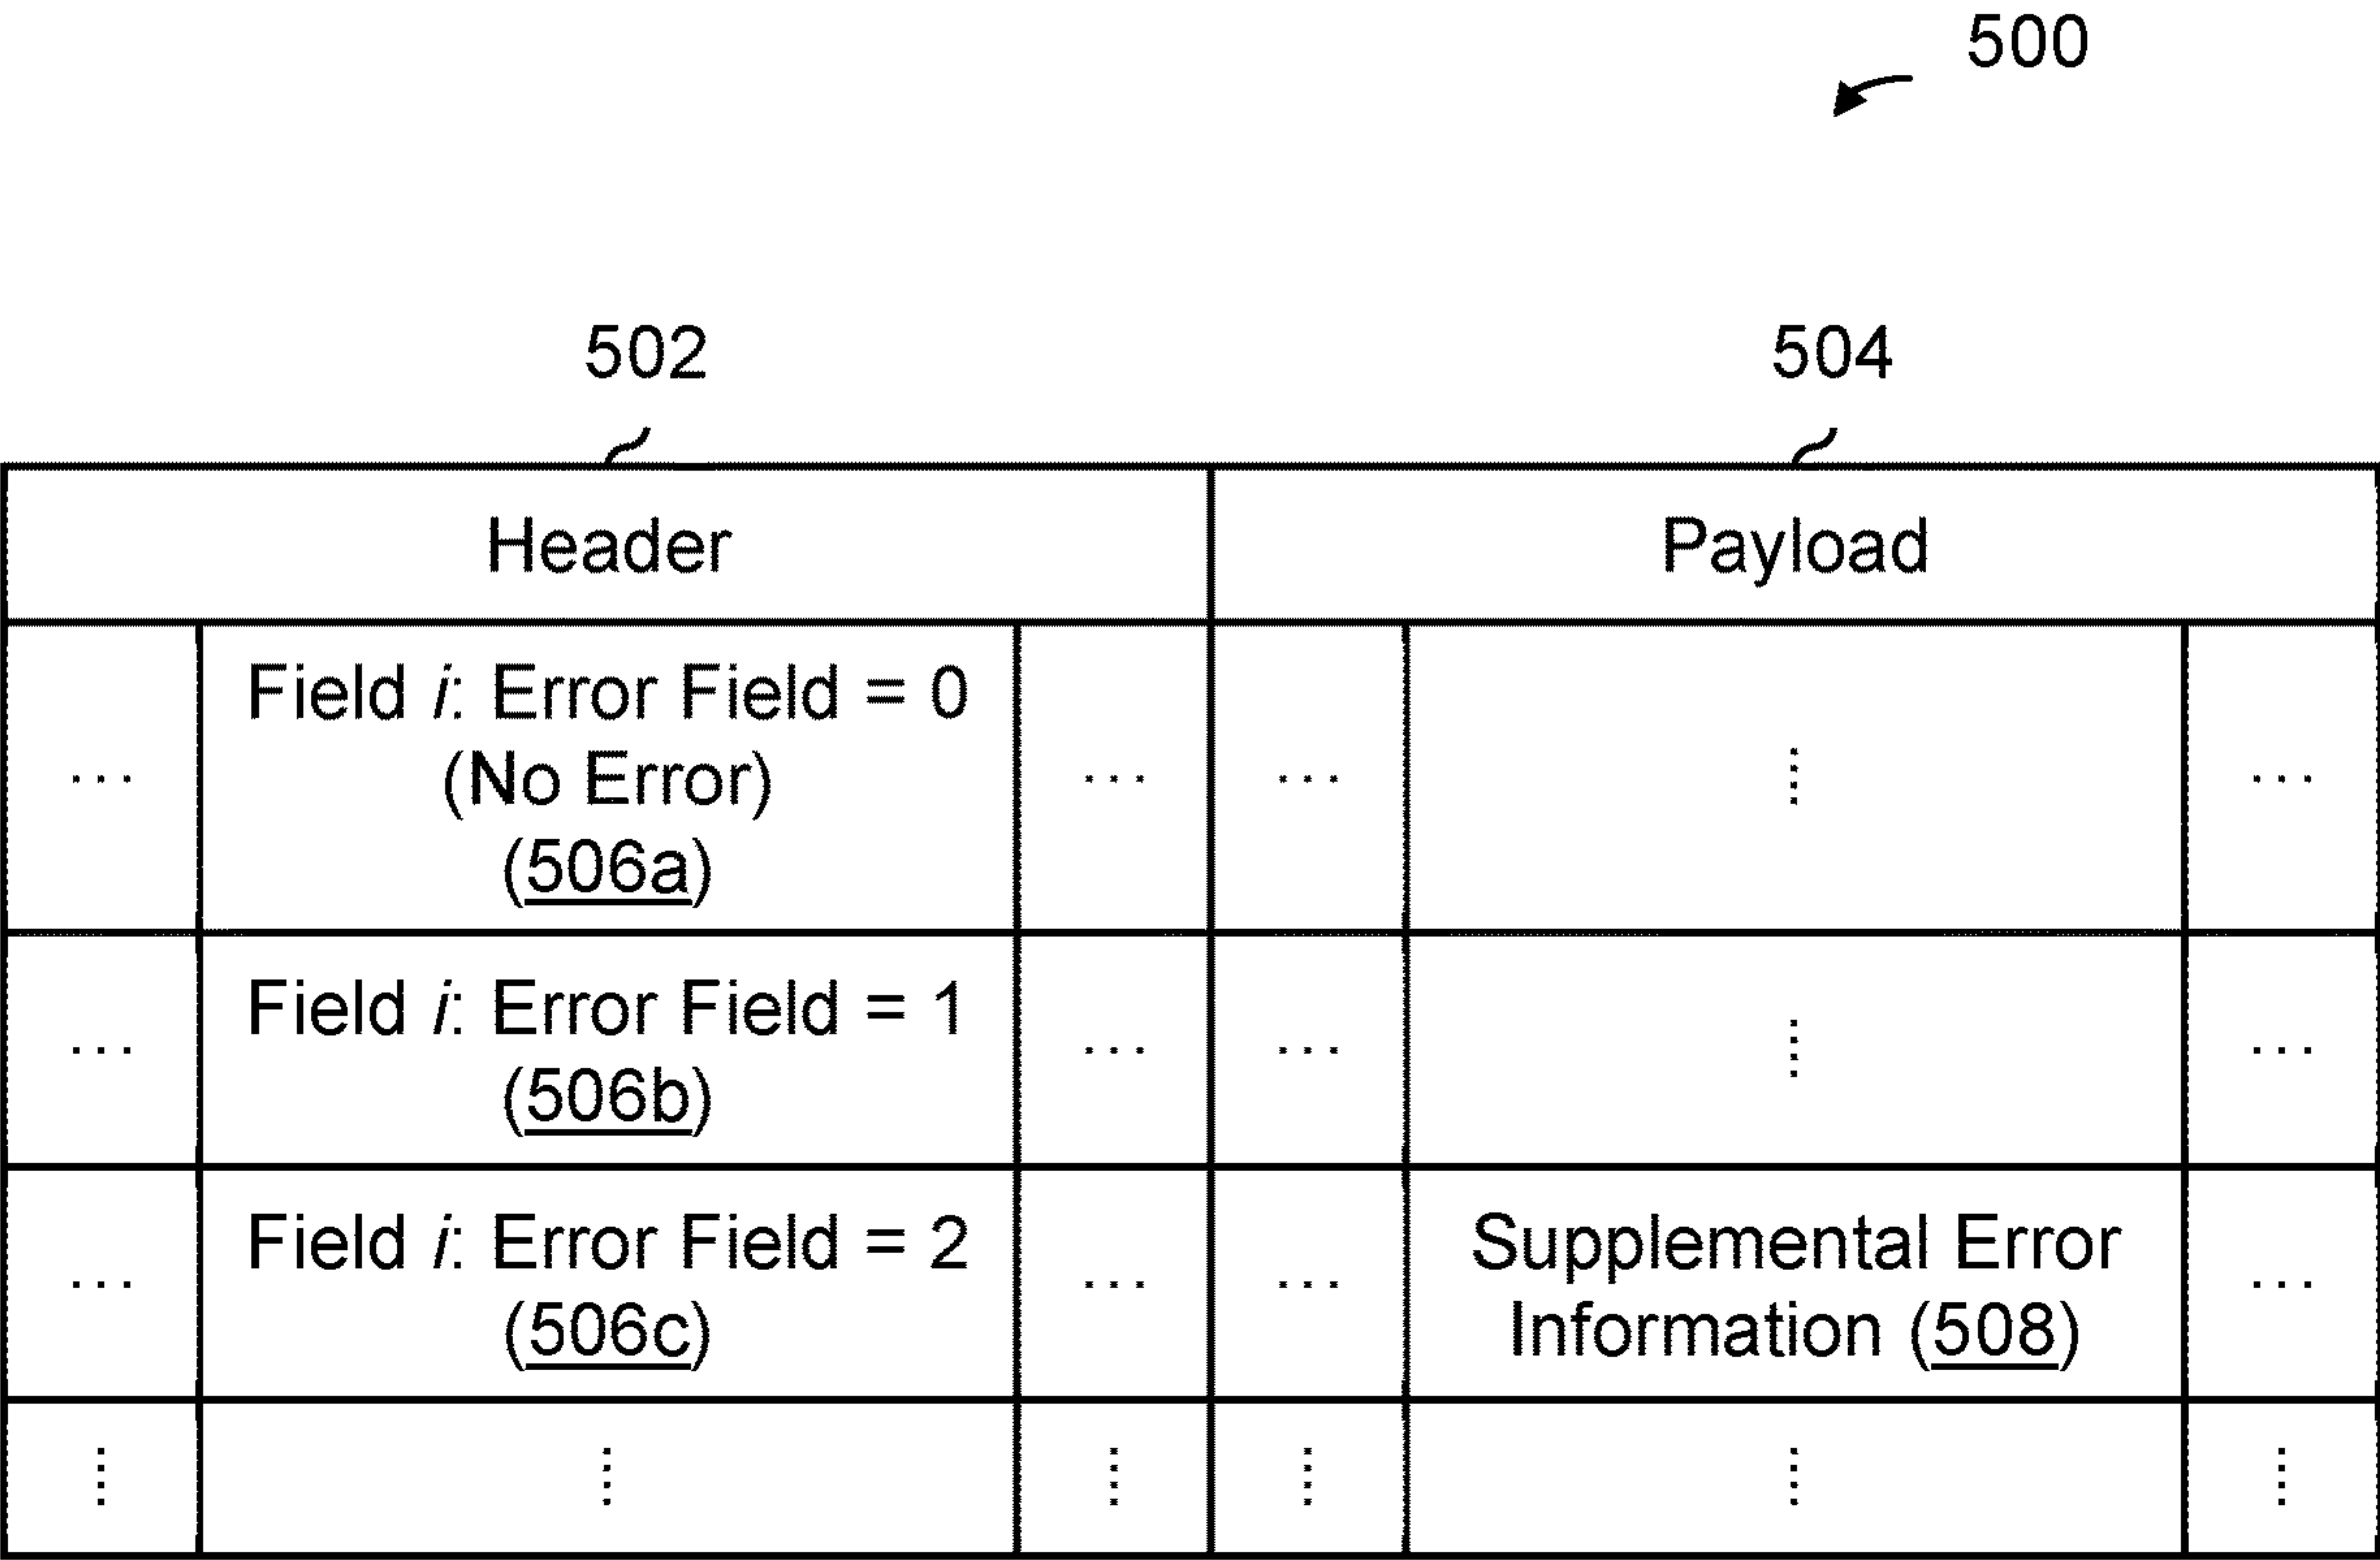 500
502
504
Header
Payload
Field i: Error Field = 0
(No Error)
(506a)
...
...
...
⋮
...
Field i: Error Field = 1
(506b)
...
...
...
⋮
...
Field i: Error Field = 2
(506c)
...
...
...
Supplemental Error
Information (508)
...
⋮
⋮
⋮
⋮
⋮
⋮